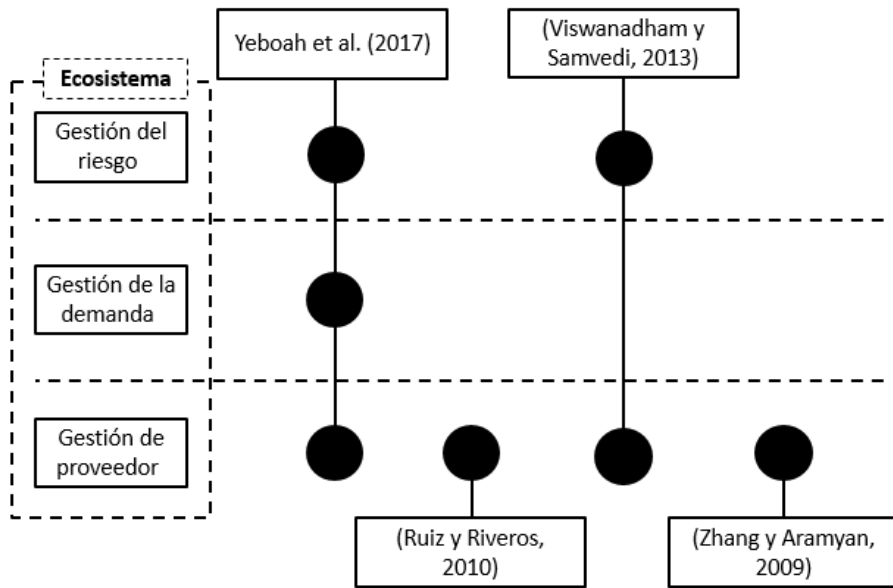 Yeboah et al. (2017)
(Viswanadham y
Samvedi, 2013)
Ecosistema
Gestión del
riesgo
Gestión de la
demanda
Gestión de
proveedor
(Ruiz y Riveros,
2010)
(Zhang y Aramyan,
2009)